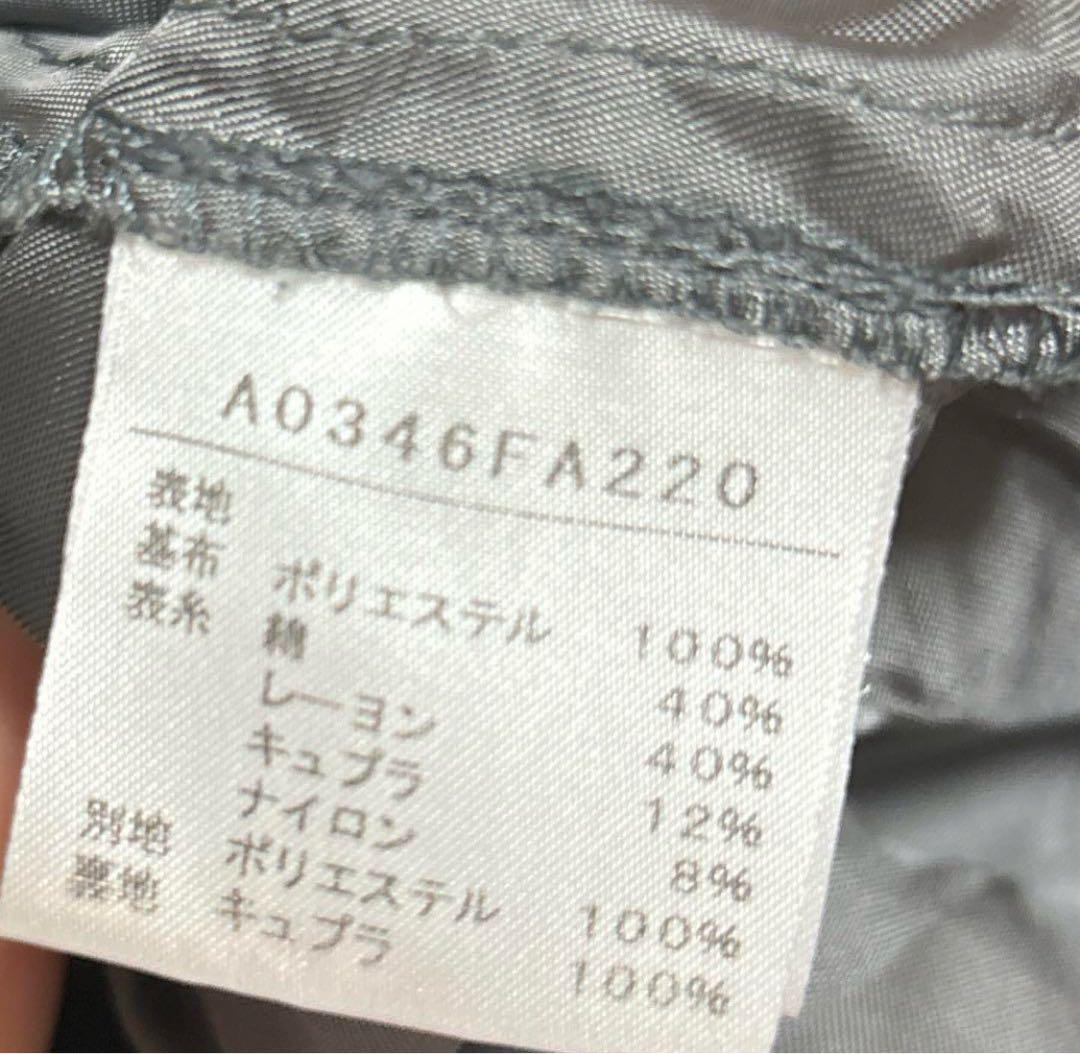 A0346FA220
表地
基布 ポリエステル 100%
表糸 綿 40%
レーヨン 40%
キュプラ 12%
ナイロン 8%
別地 ポリエステル 100%
裏地 キュプラ 100%